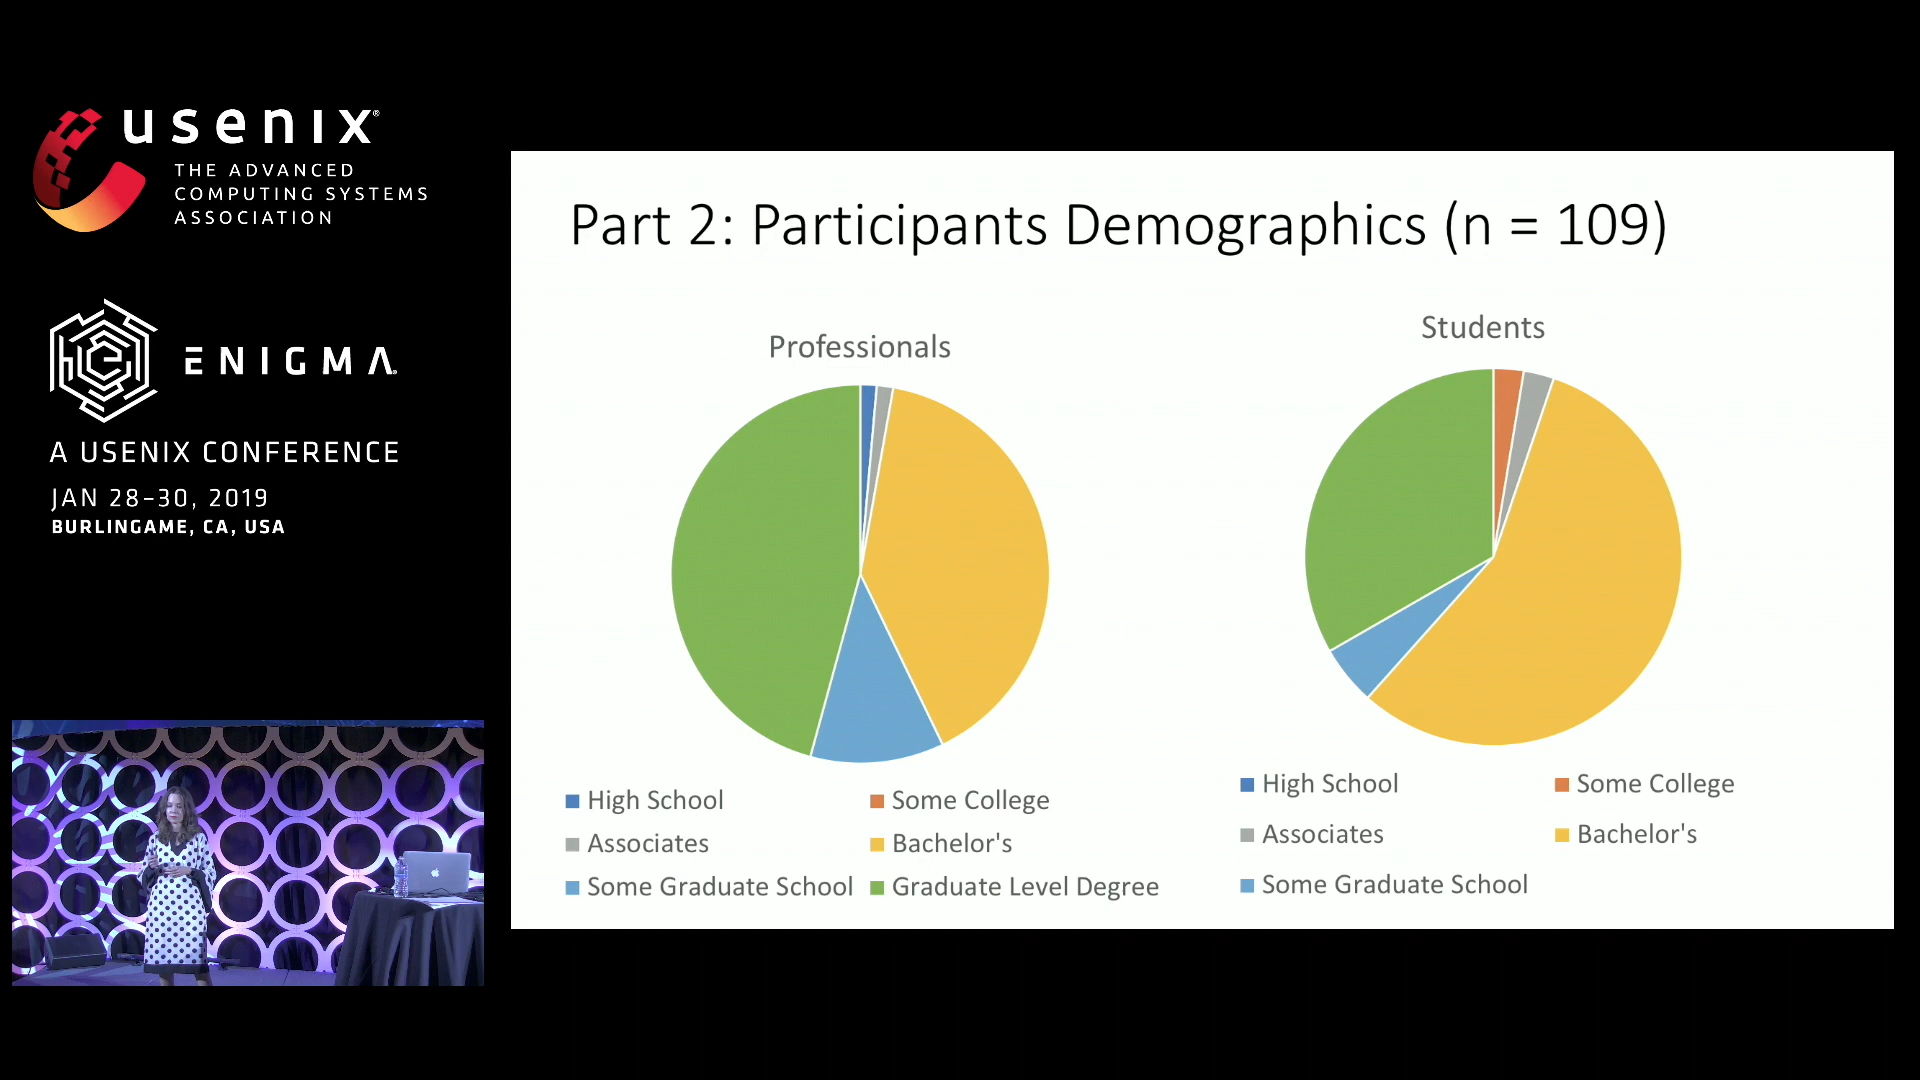 usenix®
THE ADVANCED
COMPUTING SYSTEMS
ASSOCIATION
ENIGMA
A USENIX CONFERENCE
JAN 28–30, 2019
BURLINGAME, CA, USA
Part 2: Participants Demographics (n = 109)
Professionals
High School
Some College
Associates
Bachelor's
Some Graduate School
Graduate Level Degree
Students
High School
Some College
Associates
Bachelor's
Some Graduate School